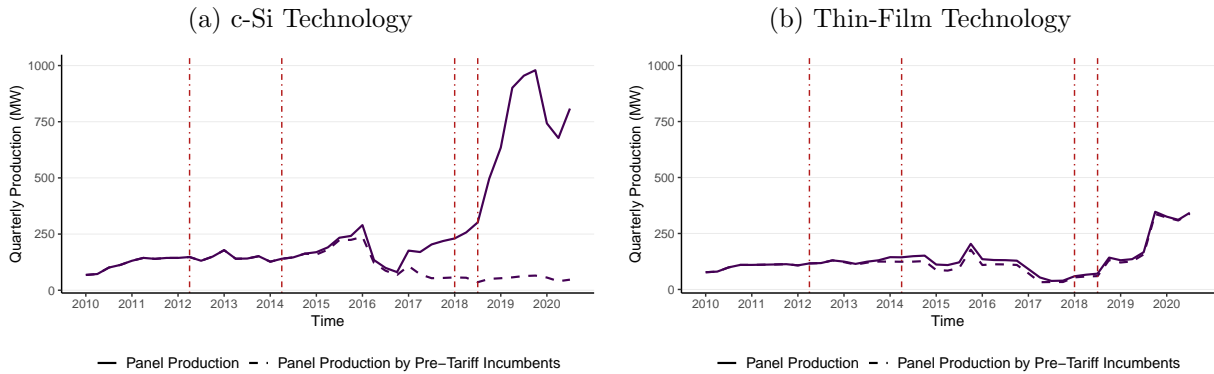 (a) c-Si Technology
Quarterly Production (MW)
1000
750
500
250
0
2010 2011 2012 2013 2014 2015 2016 2017 2018 2019 2020
Time
Panel Production Panel Production by Pre-Tariff Incumbents
(b) Thin-Film Technology
Quarterly Production (MW)
1000
750
500
250
0
2010 2011 2012 2013 2014 2015 2016 2017 2018 2019 2020
Time
Panel Production Panel Production by Pre-Tariff Incumbents